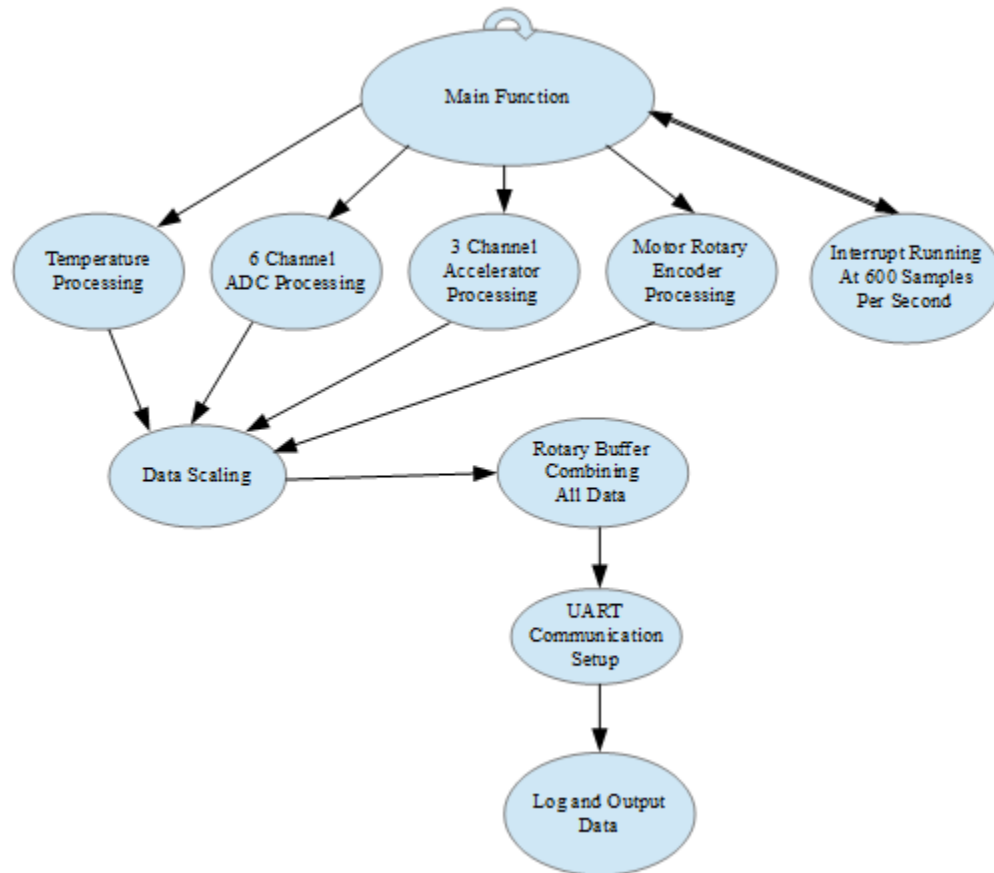 Main Function
Temperature
Processing
6 Channel
ADC Processing
3 Channel
Accelerator
Processing
Motor Rotary
Encoder
Processing
Interrupt Running
At 600 Samples
Per Second
Data Scaling
Rotary Buffer
Combining
All Data
UART
Communication
Setup
Log and Output
Data